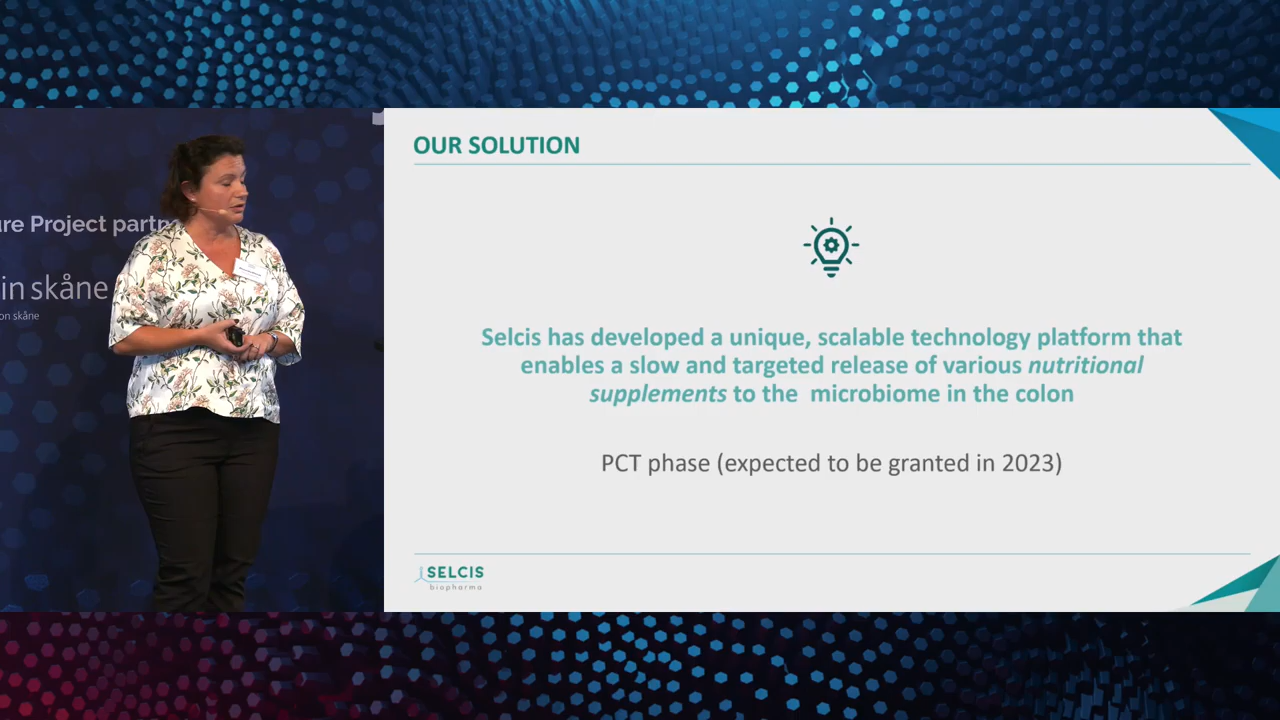 ure Project partn
in skåne
on skåne
OUR SOLUTION
Selcis has developed a unique, scalable technology platform that
enables a slow and targeted release of various nutritional
supplements to the microbiome in the colon
PCT phase (expected to be granted in 2023)
SELCIS
biopharma